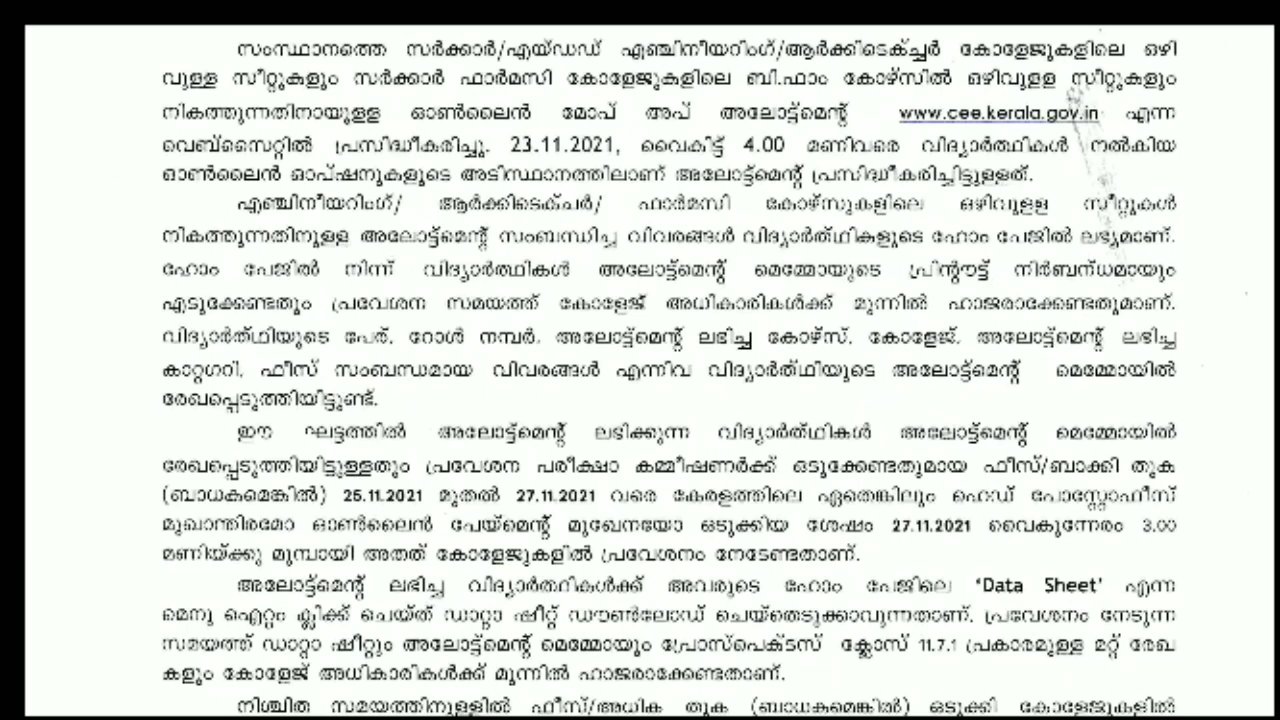 സംസ്ഥാനത്തെ സർക്കാർ/എയ്ഡഡ് എഞ്ചിനീയറിംഗ്/ആർക്കിടെക്ച്ചർ കോളേജുകളിലെ ഒഴി
വുള്ള സീറ്റുകളും സർക്കാർ ഫാർമസി കോളേജുകളിലെ ബി.ഫാം കോഴ്സിൽ ഒഴിവുളള സീറ്റുകളും
നികത്തുന്നതിനായുളള ഓൺലൈൻ മോപ് അപ് അലോട്ട്മെന്റ് www.cee.kerala.gov.in എന്ന
വെബ്സൈറ്റിൽ പ്രസിദ്ധീകരിച്ചു. 23.11.2021, വൈകിട്ട് 4.00 മണിവരെ വിദ്യാർത്ഥികൾ നൽകിയ
ഓൺലൈൻ ഓപ്ഷനുകളുടെ അടിസ്ഥാനത്തിലാണ് അലോട്ട്മെന്റ് പ്രസിദ്ധീകരിച്ചിട്ടുള്ളത്.
എഞ്ചിനീയറിംഗ്/ ആർക്കിടെക്ചർ/ ഫാർമസി കോഴ്സുകളിലെ ഒഴിവുളള സീറ്റുകൾ
നികത്തുന്നതിനുളള അലോട്ട്മെന്റ് സംബന്ധിച്ച വിവരങ്ങൾ വിദ്യാർത്ഥികളുടെ ഹോം പേജിൽ ലഭ്യമാണ്.
ഹോം പേജിൽ നിന്ന് വിദ്യാർത്ഥികൾ അലോട്ട്മെന്റ് മെമ്മോയുടെ പ്രിന്റൗട്ട് നിർബന്ധമായും
എടുക്കേണ്ടതും പ്രവേശന സമയത്ത് കോളേജ് അധികാരികൾക്ക് മുന്നിൽ ഹാജരാക്കേണ്ടതുമാണ്.
വിദ്യാർത്ഥിയുടെ പേര്, റോൾ നമ്പർ, അലോട്ട്മെന്റ് ലഭിച്ച കോഴ്സ്, കോളേജ്, അലോട്ട്മെന്റ് ലഭിച്ച
കാറ്റഗറി, ഫീസ് സംബന്ധമായ വിവരങ്ങൾ എന്നിവ വിദ്യാർത്ഥിയുടെ അലോട്ട്മെന്റ് മെമ്മോയിൽ
രേഖപ്പെടുത്തിയിട്ടുണ്ട്.
ഈ ഘട്ടത്തിൽ അലോട്ട്മെന്റ് ലഭിക്കുന്ന വിദ്യാർത്ഥികൾ അലോട്ട്മെന്റ് മെമ്മോയിൽ
രേഖപ്പെടുത്തിയിട്ടുള്ളതും പ്രവേശന പരീക്ഷാ കമ്മീഷണർക്ക് ഒടുക്കേണ്ടതുമായ ഫീസ്/ബാക്കി തുക
(ബാധകമെങ്കിൽ) 25.11.2021 മുതൽ 27.11.2021 വരെ കേരളത്തിലെ ഏതെങ്കിലും ഹെഡ് പോസ്റ്റോഫീസ്
മുഖാന്തിരമോ ഓൺലൈൻ പേയ്മെന്റ് മുഖേനയോ ഒടുക്കിയ ശേഷം 27.11.2021 വൈകുന്നേരം 3.00
മണിയ്ക്കു മുമ്പായി അതത് കോളേജുകളിൽ പ്രവേശനം നേടേണ്ടതാണ്.
അലോട്ട്മെന്റ് ലഭിച്ച വിദ്യാർത്ഥികൾക്ക് അവരുടെ ഹോം പേജിലെ 'Data Sheet' എന്ന
മെനു ഐറ്റം ക്ലിക്ക് ചെയ്ത് ഡാറ്റാ ഷീറ്റ് ഡൗൺലോഡ് ചെയ്തെടുക്കാവുന്നതാണ്. പ്രവേശനം നേടുന്ന
സമയത്ത് ഡാറ്റാ ഷീറ്റും അലോട്ട്മെന്റ് മെമ്മോയും പ്രോസ്പെക്ടസ് ക്ലോസ് 11.7.1 പ്രകാരമുള്ള മറ്റ് രേഖ
കളും കോളേജ് അധികാരികൾക്ക് മുന്നിൽ ഹാജരാക്കേണ്ടതാണ്.
നിശ്ചിത സമയത്തിനുള്ളിൽ ഫീസ്/അധിക തുക (ബാധകമെങ്കിൽ) ഒടുക്കി കോളേജുകളിൽ